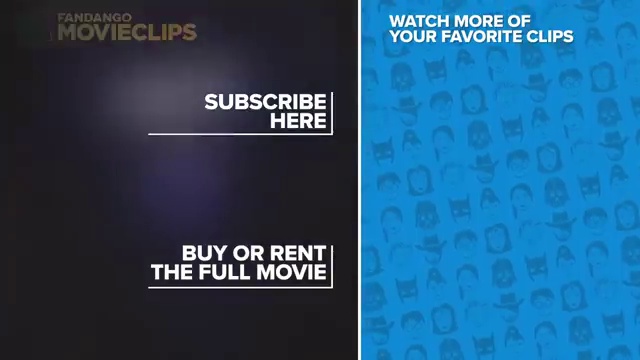 FANDANGO
MOVIECLIPS
SUBSCRIBE
HERE
BUY OR RENT
THE FULL MOVIE
WATCH MORE OF
YOUR FAVORITE CLIPS